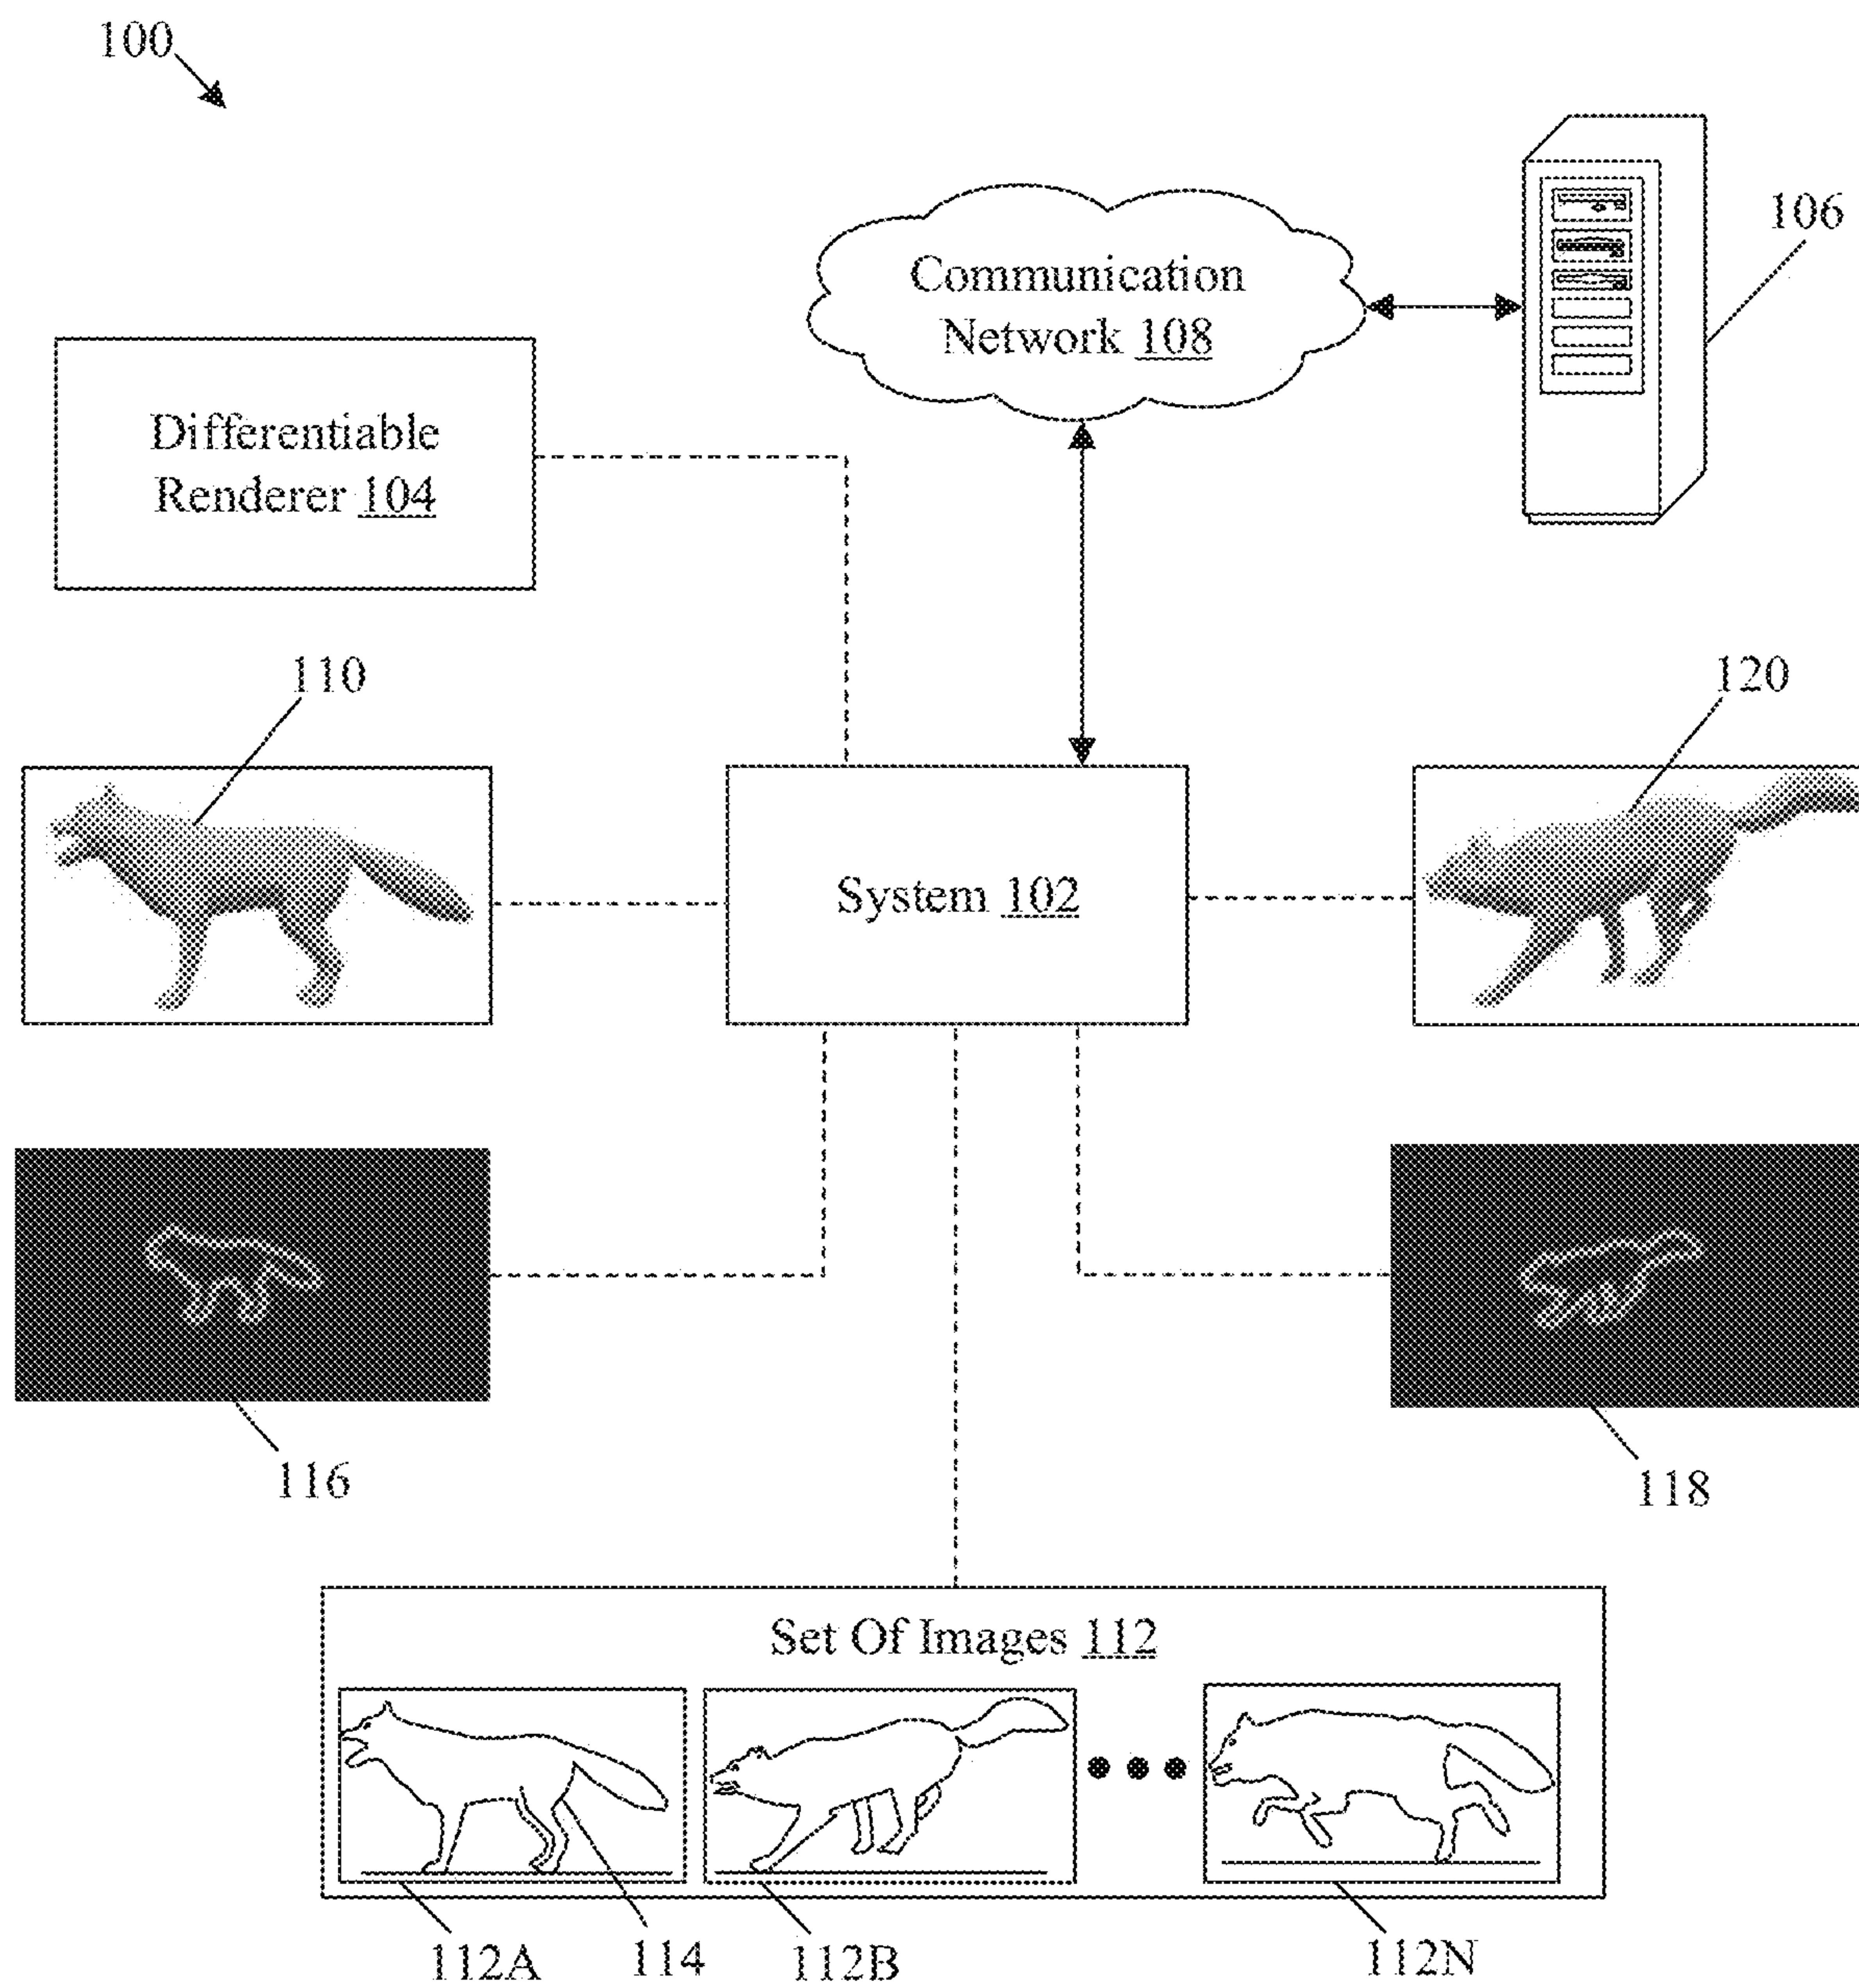 100
Communication
Network 108
106
Differentiable
Renderer 104
110
120
System 102
116
118
Set Of Images 112
112A
114
112B
112N